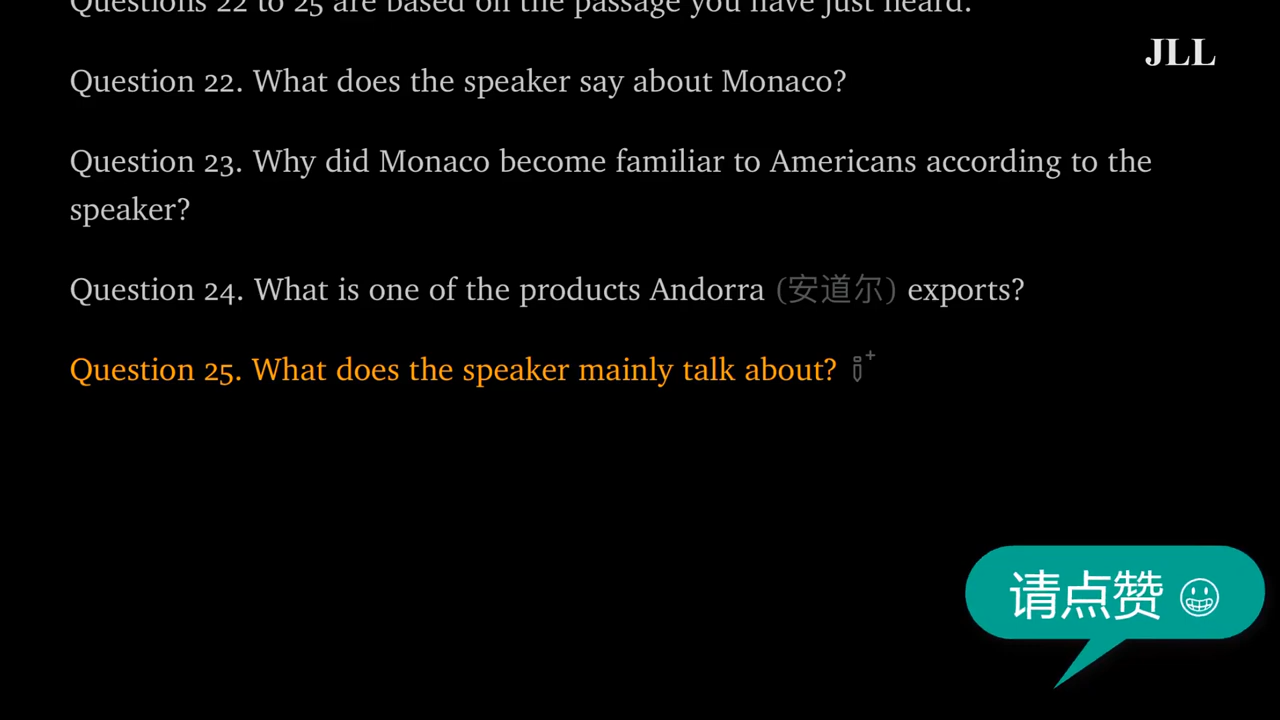 Questions 22 to 25 are based on the passage you have just heard.
JLL
Question 22. What does the speaker say about Monaco?
Question 23. Why did Monaco become familiar to Americans according to the
speaker?
Question 24. What is one of the products Andorra (安道尔) exports?
Question 25. What does the speaker mainly talk about?
请点赞 😀